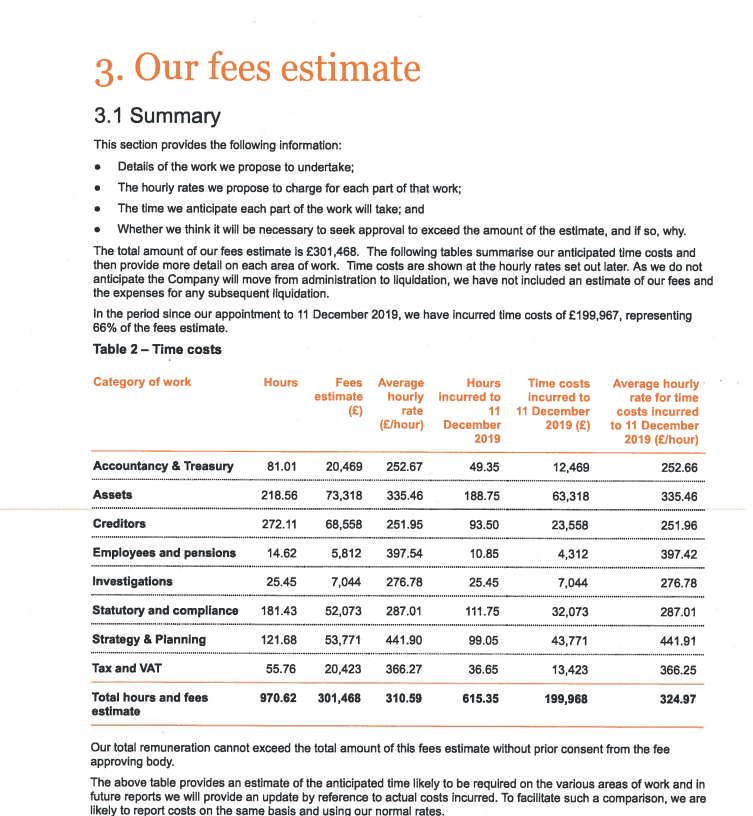 3. Our fees estimate
3.1 Summary
This section provides the following information:
• Details of the work we propose to undertake;
• The hourly rates we propose to charge for each part of that work;
• The time we anticipate each part of the work will take; and
• Whether we think it will be necessary to seek approval to exceed the amount of the estimate, and if so, why.
The total amount of our fees estimate is £301,468. The following tables summarise our anticipated time costs and
then provide more detail on each area of work. Time costs are shown at the hourly rates set out later. As we do not
anticipate the Company will move from administration to liquidation, we have not included an estimate of our fees and
the expenses for any subsequent liquidation.
In the period since our appointment to 11 December 2019, we have incurred time costs of £199,967, representing
66% of the fees estimate.
Table 2 – Time costs
Category of work Hours Fees Average Hours Time costs Average hourly
estimate hourly incurred to incurred to rate for time
(£) rate 11 11 December costs incurred
(£/hour) December 2019 (£) to 11 December
2019 2019 (£/hour)
Accountancy & Treasury 81.01 20,469 252.67 49.35 12,469 252.66
Assets 218.56 73,318 335.46 188.75 63,318 335.46
Creditors 272.11 68,558 251.95 93.50 23,558 251.96
Employees and pensions 14.62 5,812 397.54 10.85 4,312 397.42
Investigations 25.45 7,044 276.78 25.45 7,044 276.78
Statutory and compliance 181.43 52,073 287.01 111.75 32,073 287.01
Strategy & Planning 121.68 53,771 441.90 99.05 43,771 441.91
Tax and VAT 55.76 20,423 366.27 36.65 13,423 366.25
Total hours and fees 970.62 301,468 310.59 615.35 199,968 324.97
estimate
Our total remuneration cannot exceed the total amount of this fees estimate without prior consent from the fee
approving body.
The above table provides an estimate of the anticipated time likely to be required on the various areas of work and in
future reports we will provide an update by reference to actual costs incurred. To facilitate such a comparison, we are
likely to report costs on the same basis and using our normal rates.